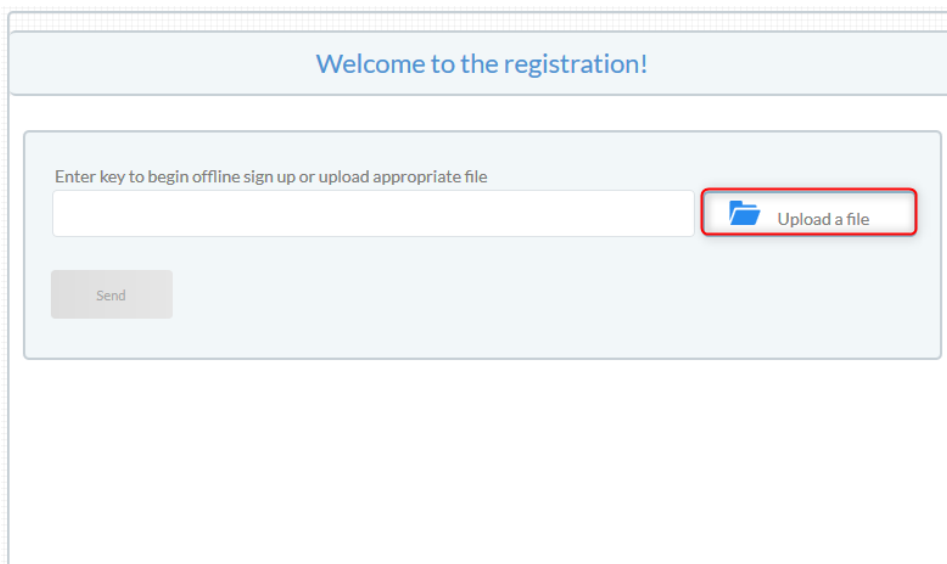 Welcome to the registration!
Enter key to begin offline sign up or upload appropriate file
Upload a file
Send